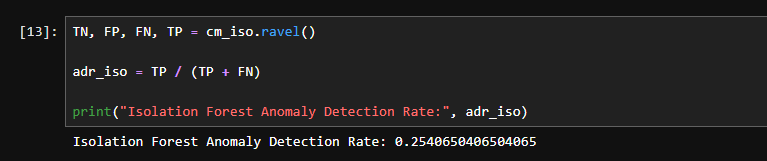 [13]: TN, FP, FN, TP = cm_iso.ravel()
adr_iso = TP / (TP + FN)
print("Isolation Forest Anomaly Detection Rate:", adr_iso)
Isolation Forest Anomaly Detection Rate: 0.2540650406504065